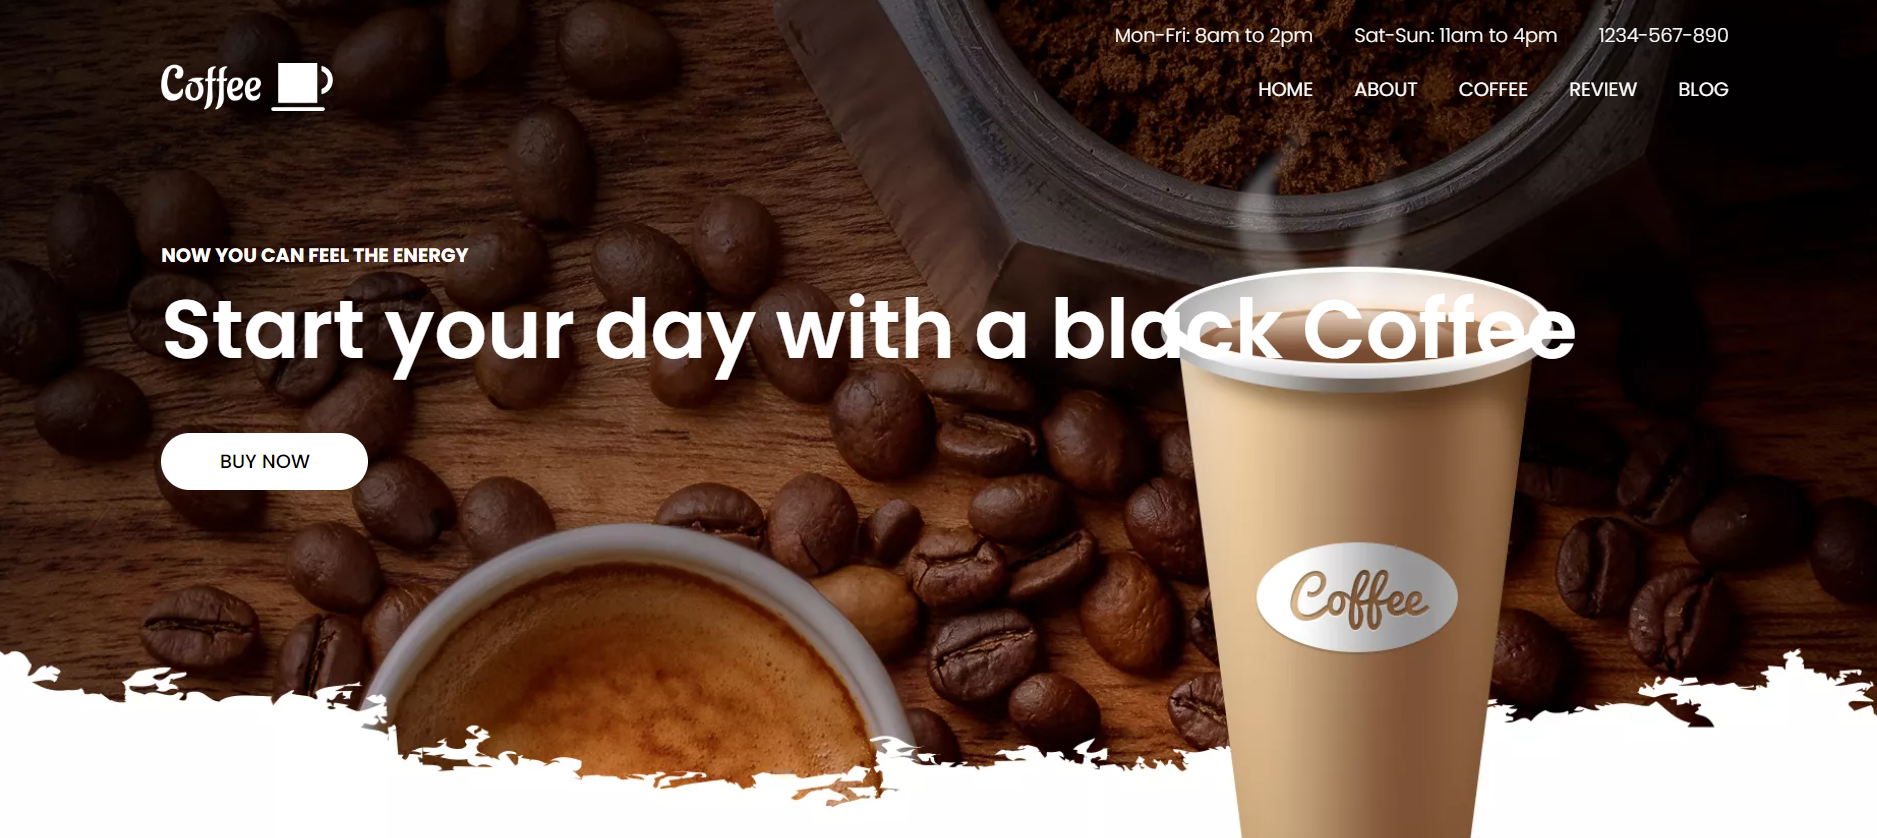 Mon-Fri: 8am to 2pm Sat-Sun: 11am to 4pm 1234-567-890
Coffee
HOME ABOUT COFFEE REVIEW BLOG
NOW YOU CAN FEEL THE ENERGY
Start your day with a black Coffee
BUY NOW
Coffee